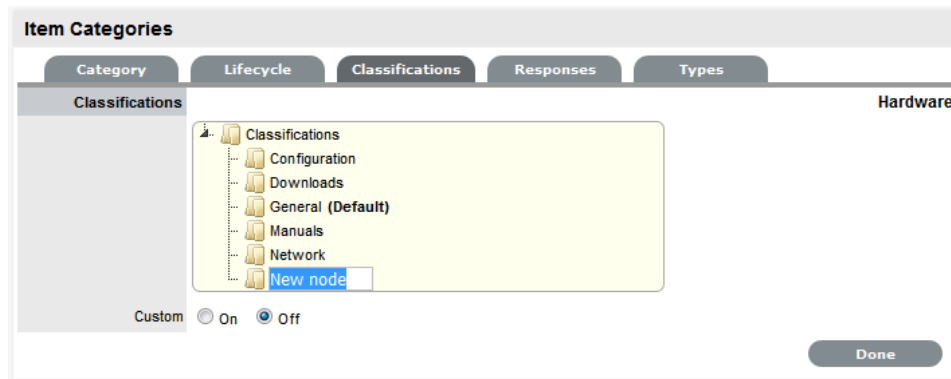 Item Categories
Category Lifecycle Classifications Responses Types
Classifications Hardware
Classifications
Configuration
Downloads
General (Default)
Manuals
Network
New node
Custom On Off
Done